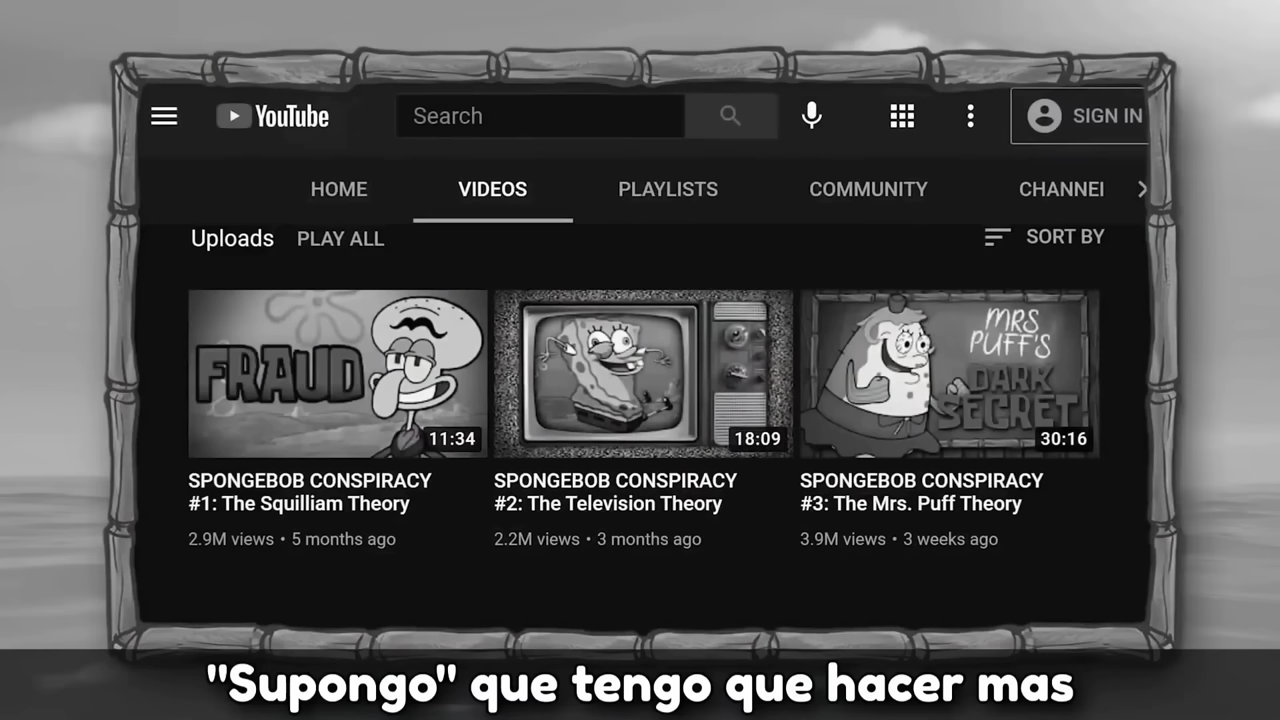 YouTube
Search
SIGN IN
HOME VIDEOS PLAYLISTS COMMUNITY CHANNEI
Uploads PLAY ALL SORT BY
FRAUD
11:34
18:09
MRS
PUFF'S
DARK
SECRET
30:16
SPONGEBOB CONSPIRACY
#1: The Squilliam Theory
2.9M views • 5 months ago
SPONGEBOB CONSPIRACY
#2: The Television Theory
2.2M views • 3 months ago
SPONGEBOB CONSPIRACY
#3: The Mrs. Puff Theory
3.9M views • 3 weeks ago
"Supongo" que tengo que hacer mas